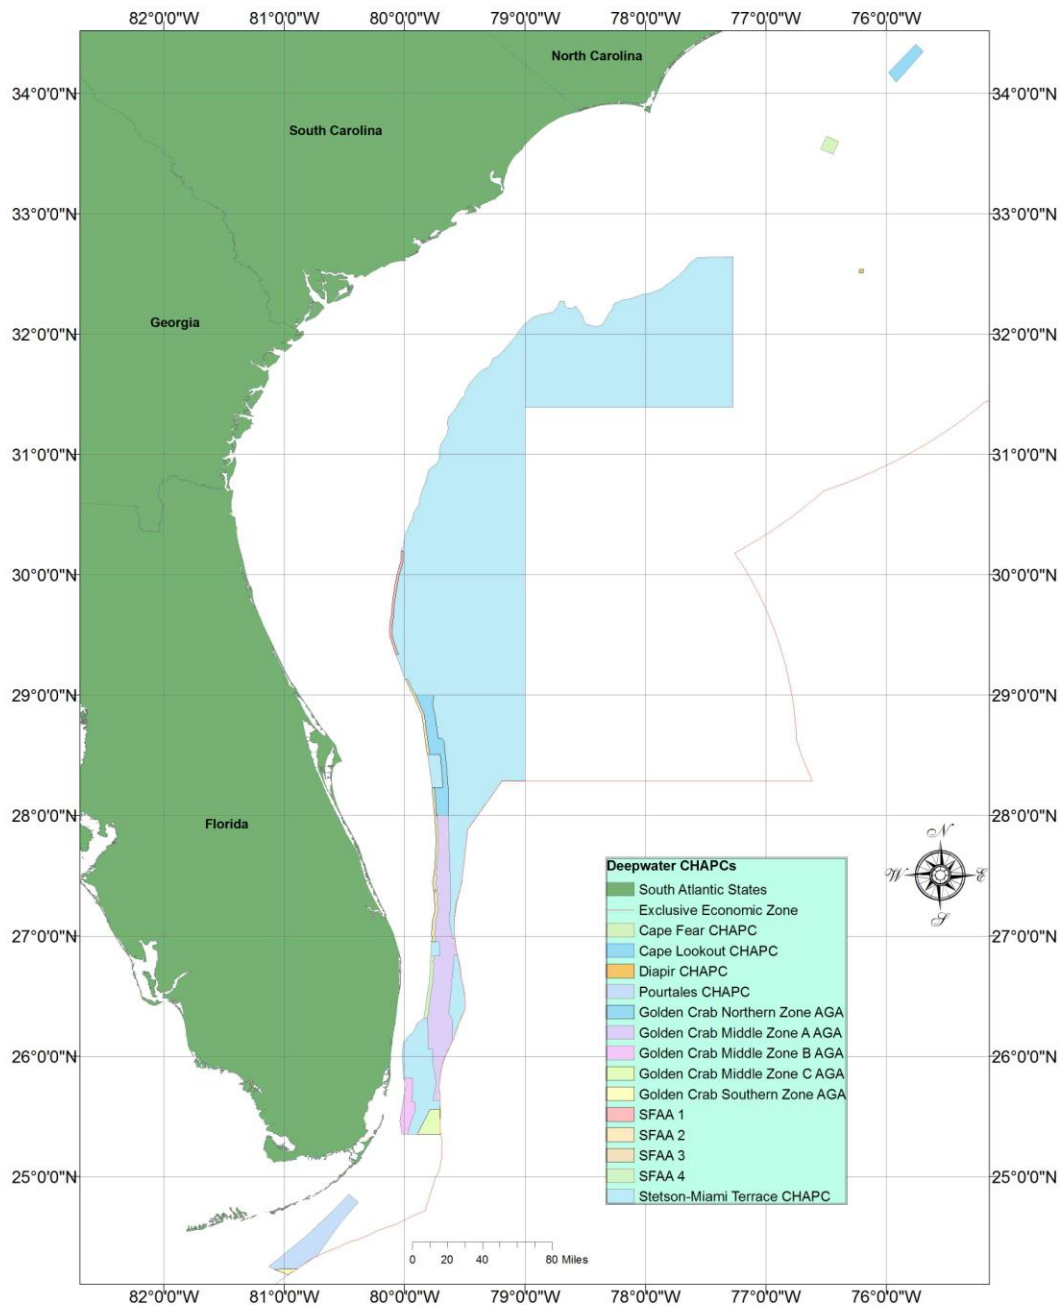 82°0'0"W 81°0'0"W 80°0'0"W 79°0'0"W 78°0'0"W 77°0'0"W 76°0'0"W
North Carolina
34°0'0"N 34°0'0"N
South Carolina
33°0'0"N 33°0'0"N
Georgia
32°0'0"N 32°0'0"N
31°0'0"N 31°0'0"N
30°0'0"N 30°0'0"N
29°0'0"N 29°0'0"N
28°0'0"N 28°0'0"N
Florida
N
W E
S
Deepwater CHAPCs
South Atlantic States
Exclusive Economic Zone
Cape Fear CHAPC
Cape Lookout CHAPC
Diapir CHAPC
Pourtales CHAPC
Golden Crab Northern Zone AGA
Golden Crab Middle Zone A AGA
Golden Crab Middle Zone B AGA
Golden Crab Middle Zone C AGA
Golden Crab Southern Zone AGA
SFAA 1
SFAA 2
SFAA 3
SFAA 4
Stetson-Miami Terrace CHAPC
27°0'0"N 27°0'0"N
26°0'0"N 26°0'0"N
25°0'0"N 25°0'0"N
0 20 40 80 Miles
82°0'0"W 81°0'0"W 80°0'0"W 79°0'0"W 78°0'0"W 77°0'0"W 76°0'0"W